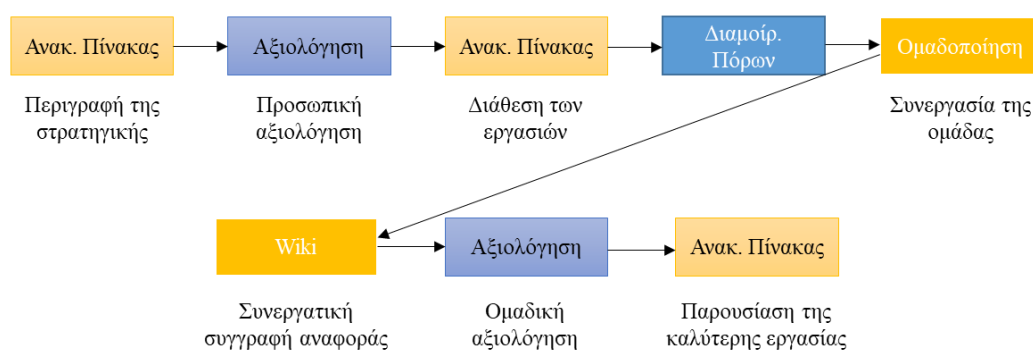 Ανακ. Πίνακας
Αξιολόγηση
Ανακ. Πίνακας
Διαμοίρ.
Πόρων
Ομαδοποίηση
Περιγραφή της
στρατηγικής
Προσωπική
αξιολόγηση
Διάθεση των
εργασιών
Συνεργασία της
ομάδας
Wiki
Αξιολόγηση
Ανακ. Πίνακας
Συνεργατική
συγγραφή αναφοράς
Ομαδική
αξιολόγηση
Παρουσίαση της
καλύτερης εργασίας